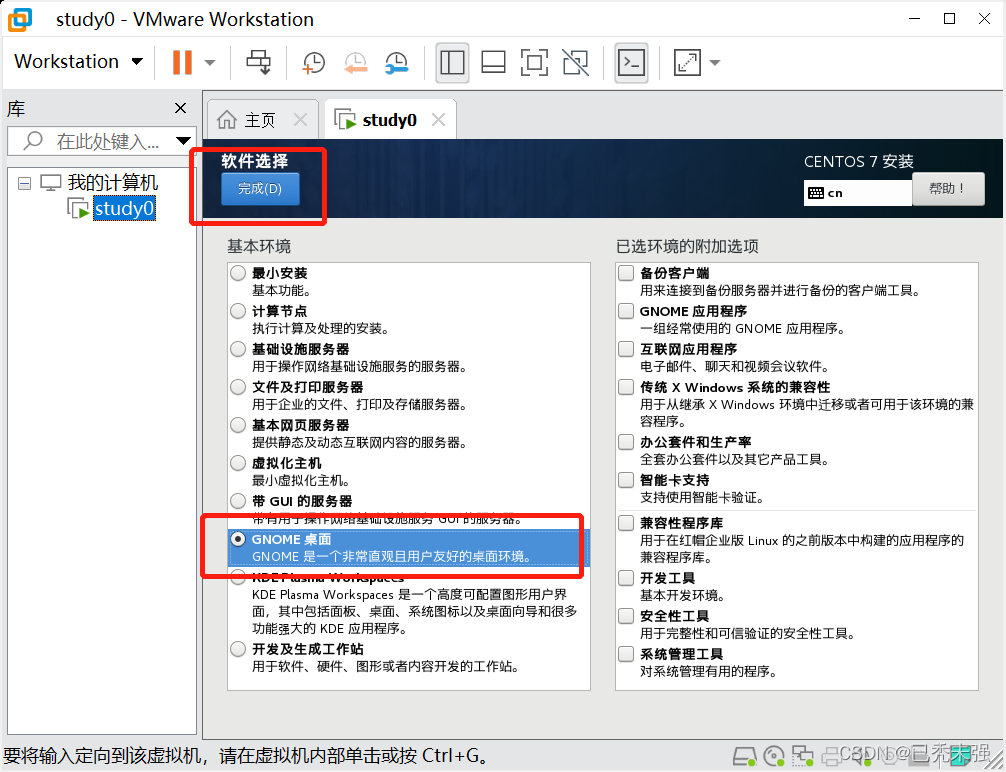 study0 - VMware Workstation
Workstation
库
主页
study0
在此处键入...
我的计算机
study0
软件选择
完成(D)
CENTOS 7 安装
cn
帮助！
基本环境
最小安装
基本功能。
计算节点
执行计算及处理的安装。
基础设施服务器
用于操作网络基础设施服务的服务器。
文件及打印服务器
用于企业的文件、打印及存储服务器。
基本网页服务器
提供静态及动态互联网内容的服务器。
虚拟化主机
最小虚拟化主机。
带 GUI 的服务器
带有用于操作网络基础设施服务 GUI 的服务器。
GNOME 桌面
GNOME 是一个非常直观且用户友好的桌面环境。
KDE Plasma Workspaces
KDE Plasma Workspaces 是一个高度可配置图形用户界
面，其中包括面板、桌面、系统图标以及桌面向导和很多
功能强大的 KDE 应用程序。
开发及生成工作站
用于软件、硬件、图形或者内容开发的工作站。
已选环境的附加选项
备份客户端
用来连接到备份服务器并进行备份的客户端工具。
GNOME 应用程序
一组经常使用的 GNOME 应用程序。
互联网应用程序
电子邮件、聊天和视频会议软件。
传统 X Windows 系统的兼容性
用于从继承 X Windows 环境中迁移或者可用于该环境的兼
容程序。
办公套件和生产率
全套办公套件以及其它产品工具。
智能卡支持
支持使用智能卡验证。
兼容性程序库
用于在红帽企业版 Linux 的之前版本中构建的应用程序的
兼容程序库。
开发工具
基本开发环境。
安全性工具
用于完整性和可信验证的安全性工具。
系统管理工具
对系统管理有用的程序。
要将输入定向到该虚拟机，请在虚拟机内部单击或按 Ctrl+G。
CSDN @已秃末强